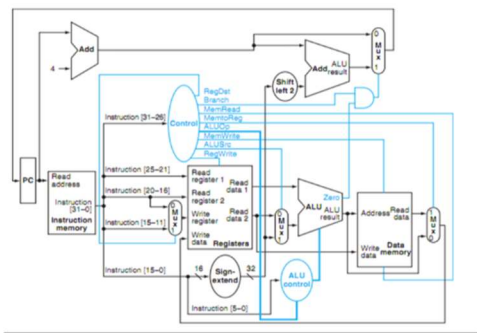 0
M
u
x
1
Add
4
Add
ALU
result
Shift
left 2
RegDst
Branch
MemRead
MemtoReg
ALUOp
MemWrite
ALUSrc
RegWrite
Control
Instruction [31–26]
Instruction [25–21]
Instruction [20–16]
Instruction [15–11]
Instruction [15–0]
Instruction [5–0]
PC
Read
address
Instruction
[31–0]
Instruction
memory
0
M
u
x
1
Read
register 1
Read
register 2
Write
register
Write
data
Read
data 1
Read
data 2
Registers
0
M
u
x
1
Zero
ALU
ALU
result
Address
Read
data
Write
data
Data
memory
1
M
u
x
0
16
Sign-
extend
32
ALU
control